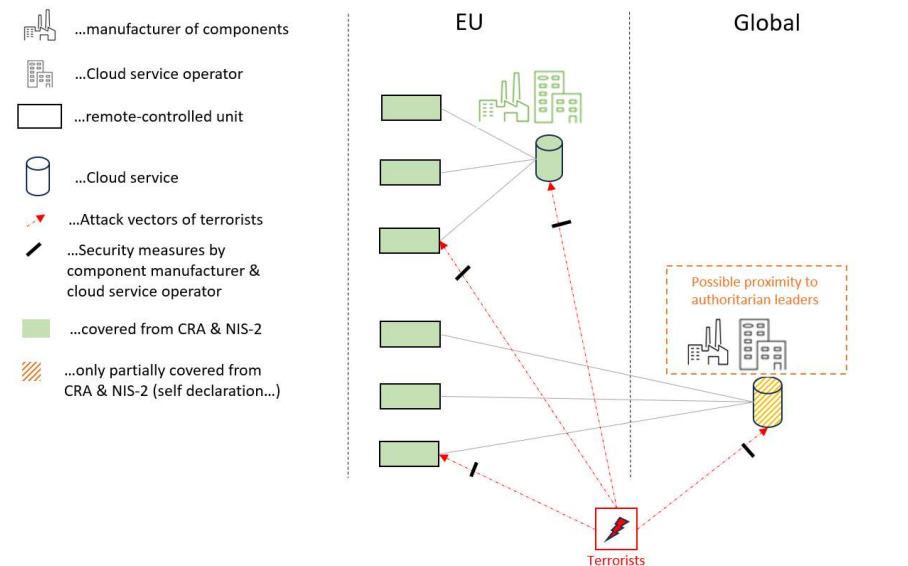 EU
Global
...manufacturer of components
...Cloud service operator
...remote-controlled unit
...Cloud service
...Attack vectors of terrorists
...Security measures by
component manufacturer &
cloud service operator
...covered from CRA & NIS-2
...only partially covered from
CRA & NIS-2 (self declaration...)
Possible proximity to
authoritarian leaders
Terrorists